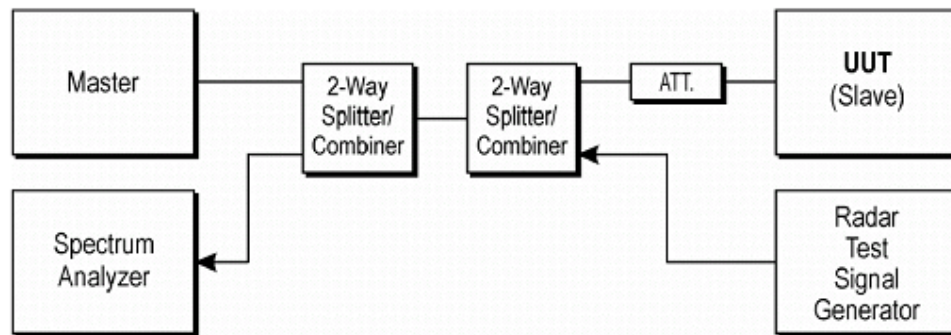 Master
2-Way
Splitter/
Combiner
2-Way
Splitter/
Combiner
ATT.
UUT
(Slave)
Spectrum
Analyzer
Radar
Test
Signal
Generator